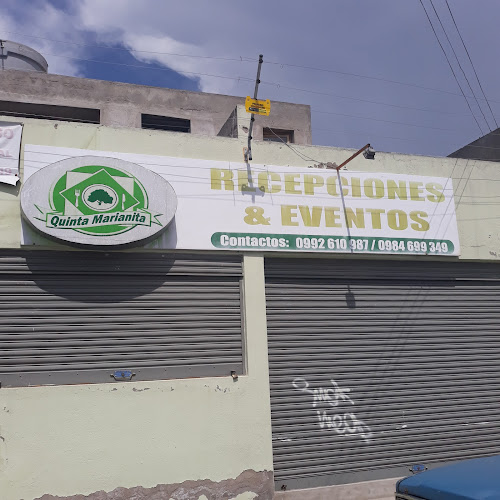 Quinta Marianita
RECEPCIONES
& EVENTOS
Contactos: 0992 610 987 / 0984 699 349